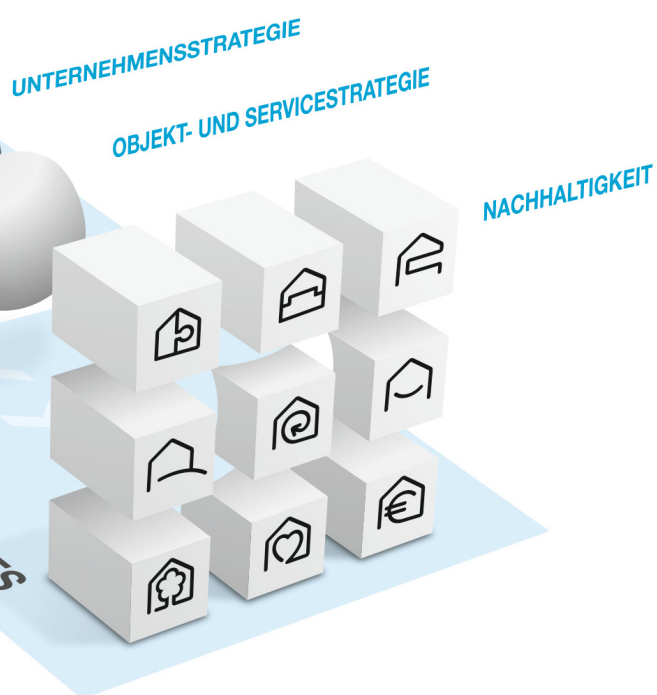 UNTERNEHMENSSTRATEGIE
OBJEKT- UND SERVICESTRATEGIE
NACHHALTIGKEIT
€